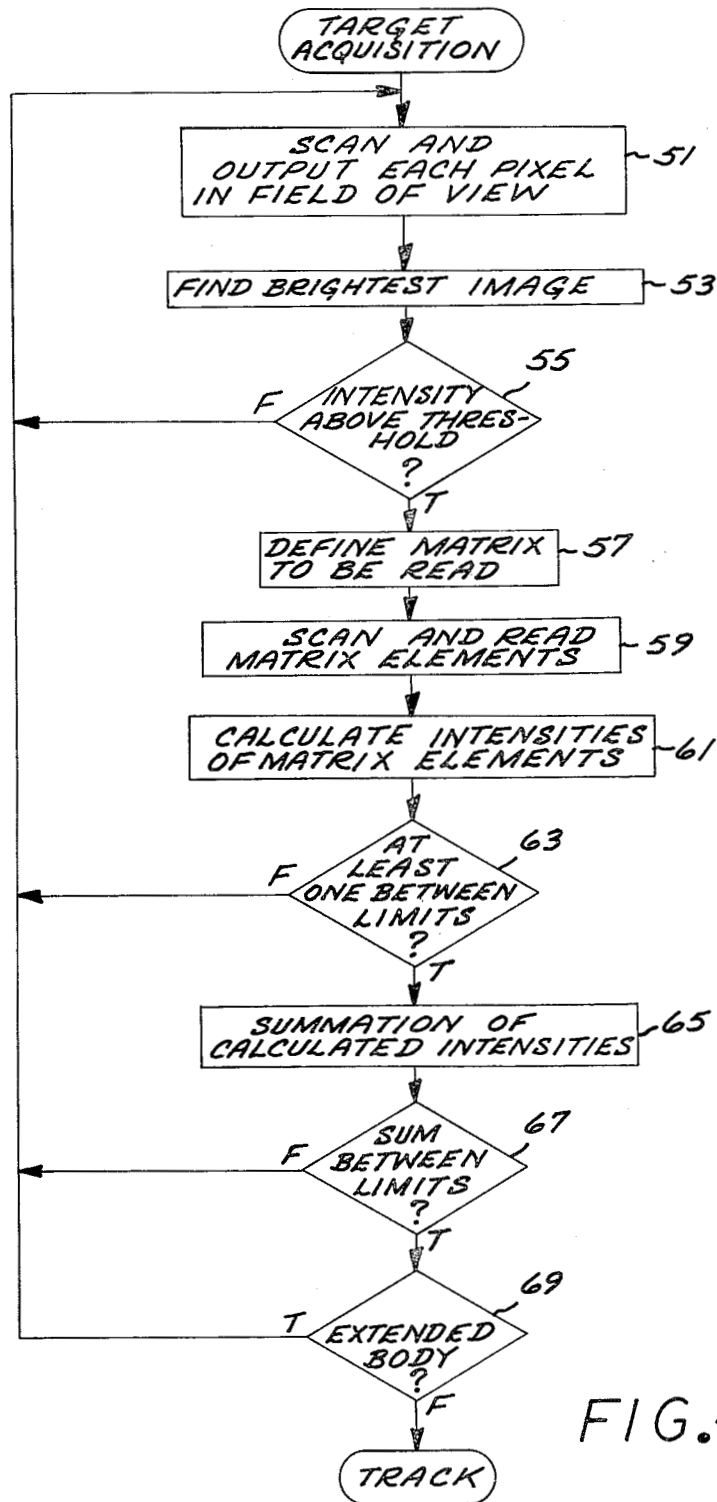 TARGET
ACQUISITION
SCAN AND
OUTPUT EACH PIXEL
IN FIELD OF VIEW
51
FIND BRIGHTEST IMAGE
53
55
F
INTENSITY
ABOVE THRES-
HOLD
?
T
DEFINE MATRIX
TO BE READ
57
SCAN AND READ
MATRIX ELEMENTS
59
CALCULATE INTENSITIES
OF MATRIX ELEMENTS
61
63
F
AT
LEAST
ONE BETWEEN
LIMITS
?
T
SUMMATION OF
CALCULATED INTENSITIES
65
67
F
SUM
BETWEEN
LIMITS
?
T
69
T
EXTENDED
BODY
?
F
FIG.
TRACK